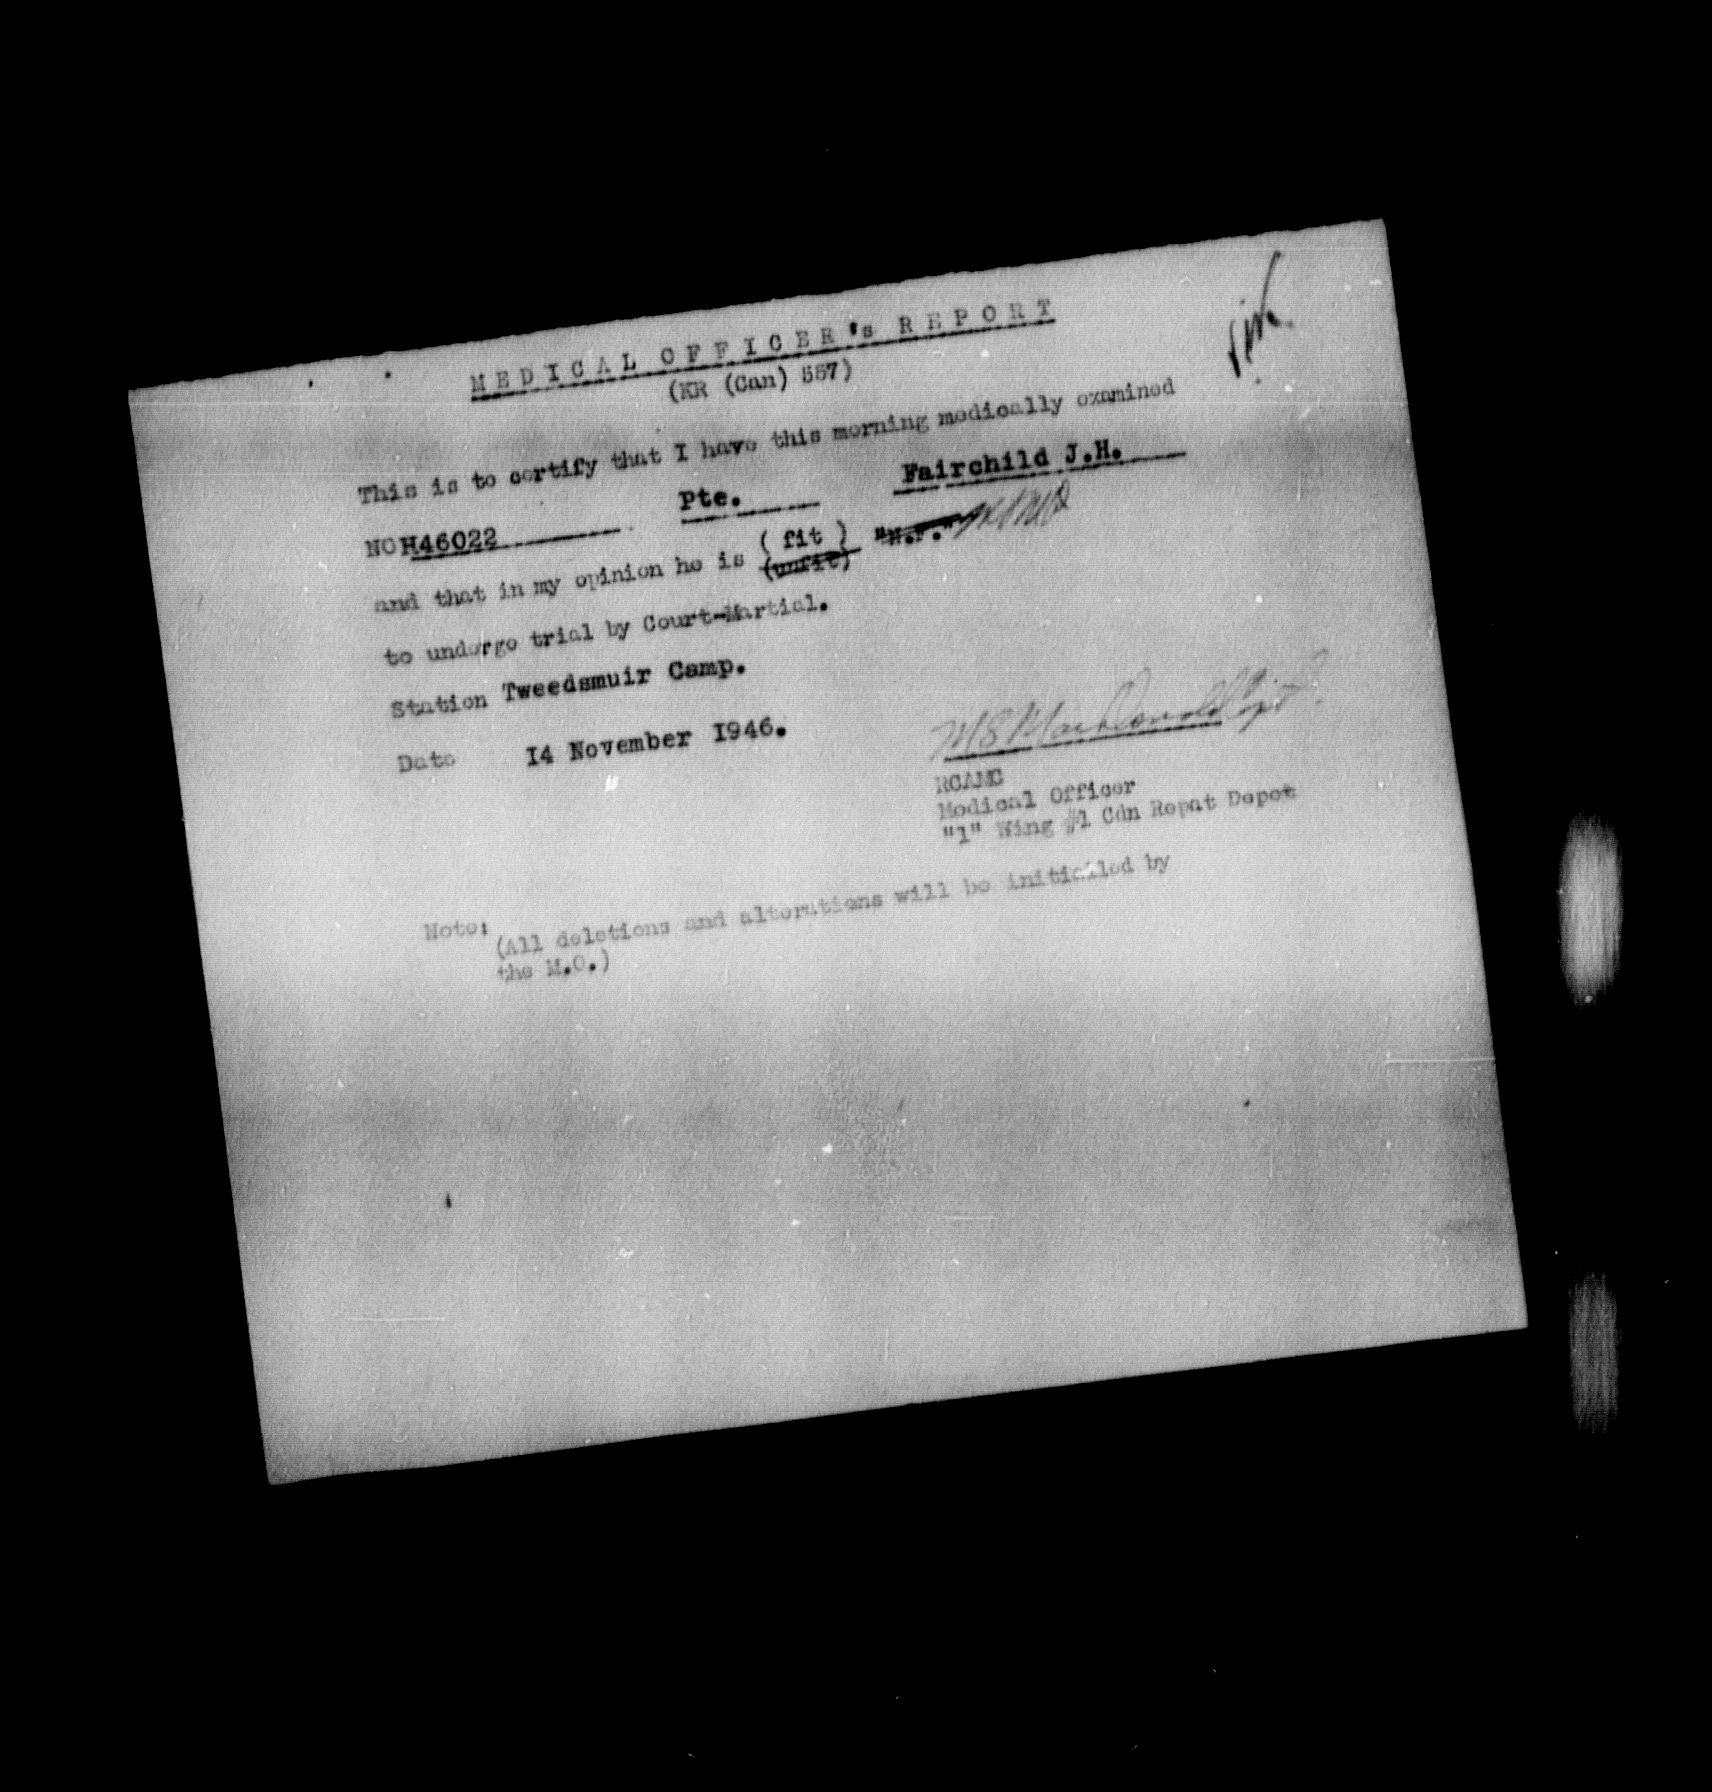 MEDICAL OFFICER's REPORT
(KR (Can) 557)
This is to certify that I have this morning medically examined
NO H46022 Pte. Fairchild J.H.
and that in my opinion he is ( fit )
(unfit)
to undergo trial by Court-Martial.
Station Tweedsmuir Camp.
Date 14 November 1946.
MS MacDonald Capt
RCAMC
Medical Officer
"1" Wing #1 Cdn Repat Depot
Note:
(All deletions and alterations will be initialled by
the M.O.)